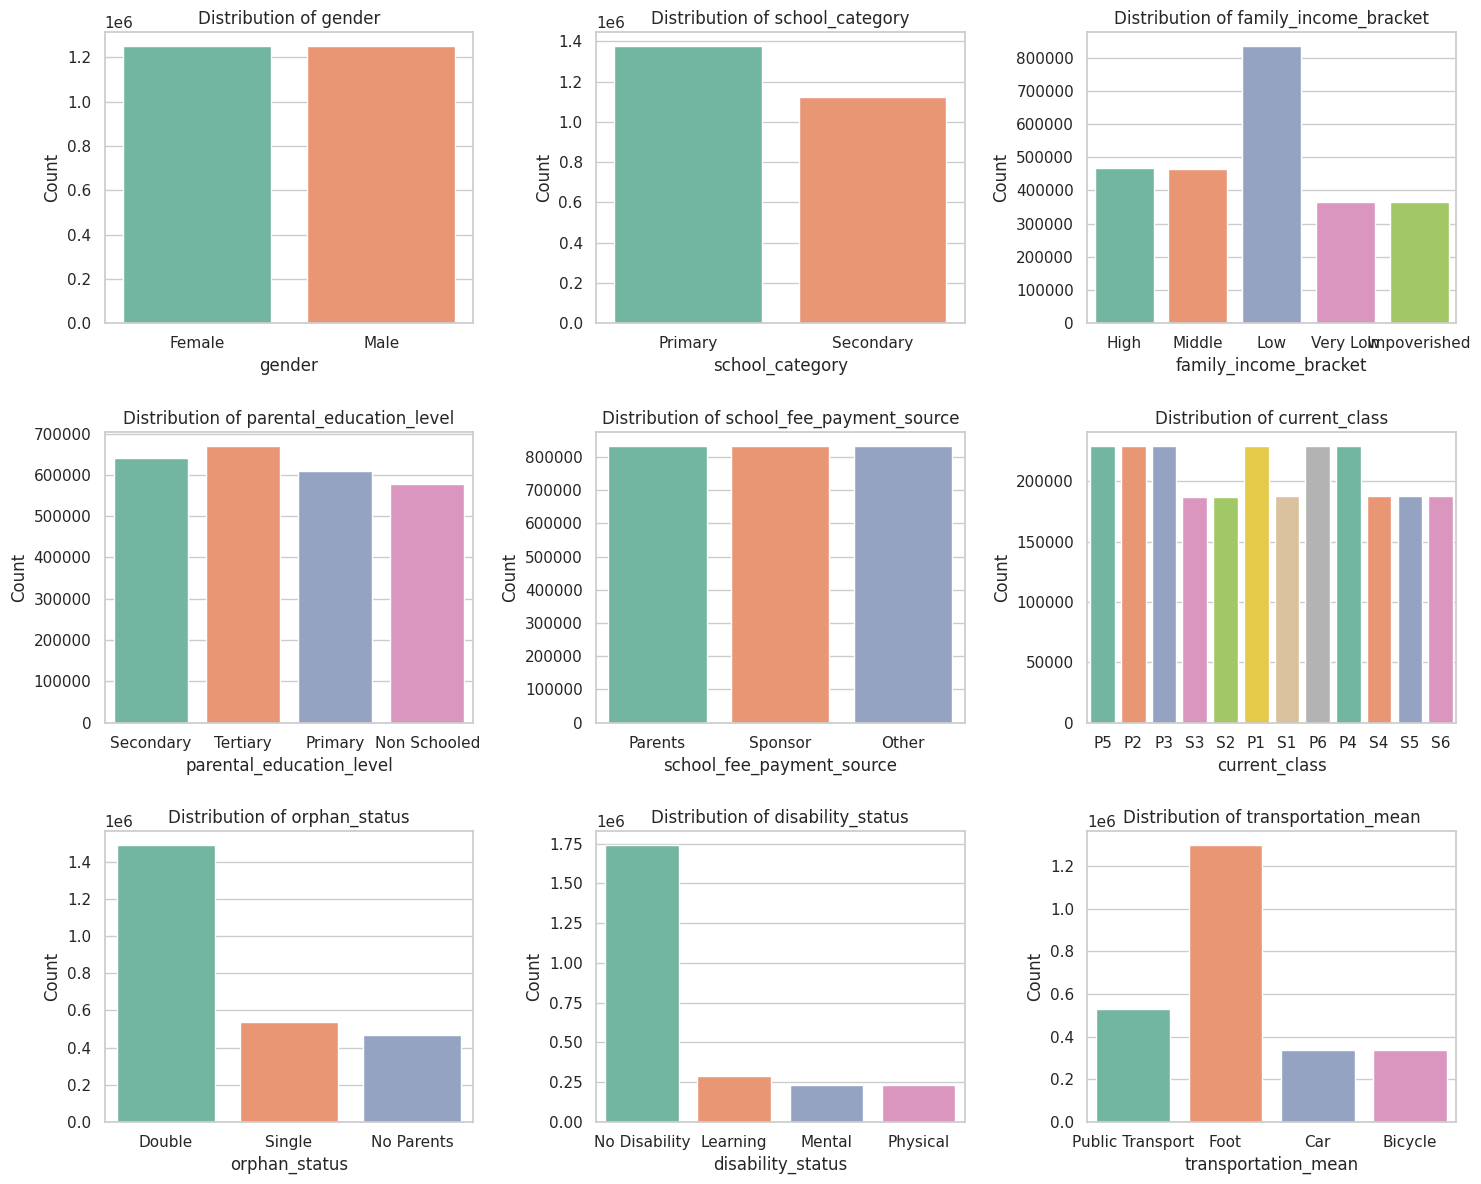 Distribution of gender
1e6
1.2
1.0
0.8
0.6
0.4
0.2
0.0
Count
Female Male
gender
Distribution of school_category
1e6
1.4
1.2
1.0
0.8
0.6
0.4
0.2
0.0
Count
Primary Secondary
school_category
Distribution of family_income_bracket
800000
700000
600000
500000
400000
300000
200000
100000
0
Count
High Middle Low Very Low Impoverished
family_income_bracket
Distribution of parental_education_level
700000
600000
500000
400000
300000
200000
100000
0
Count
Secondary Tertiary Primary Non Schooled
parental_education_level
Distribution of school_fee_payment_source
800000
700000
600000
500000
400000
300000
200000
100000
0
Count
Parents Sponsor Other
school_fee_payment_source
Distribution of current_class
200000
150000
100000
50000
0
Count
P5 P2 P3 S3 S2 P1 S1 P6 P4 S4 S5 S6
current_class
Distribution of orphan_status
1e6
1.4
1.2
1.0
0.8
0.6
0.4
0.2
0.0
Count
Double Single No Parents
orphan_status
Distribution of disability_status
1e6
1.75
1.50
1.25
1.00
0.75
0.50
0.25
0.00
Count
No Disability Learning Mental Physical
disability_status
Distribution of transportation_mean
1e6
1.2
1.0
0.8
0.6
0.4
0.2
0.0
Count
Public Transport Foot Car Bicycle
transportation_mean